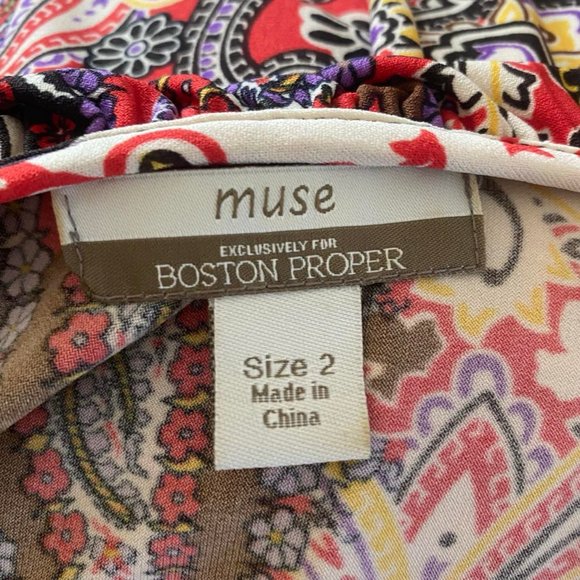 muse
EXCLUSIVELY FOR
BOSTON PROPER
Size 2
Made in
China